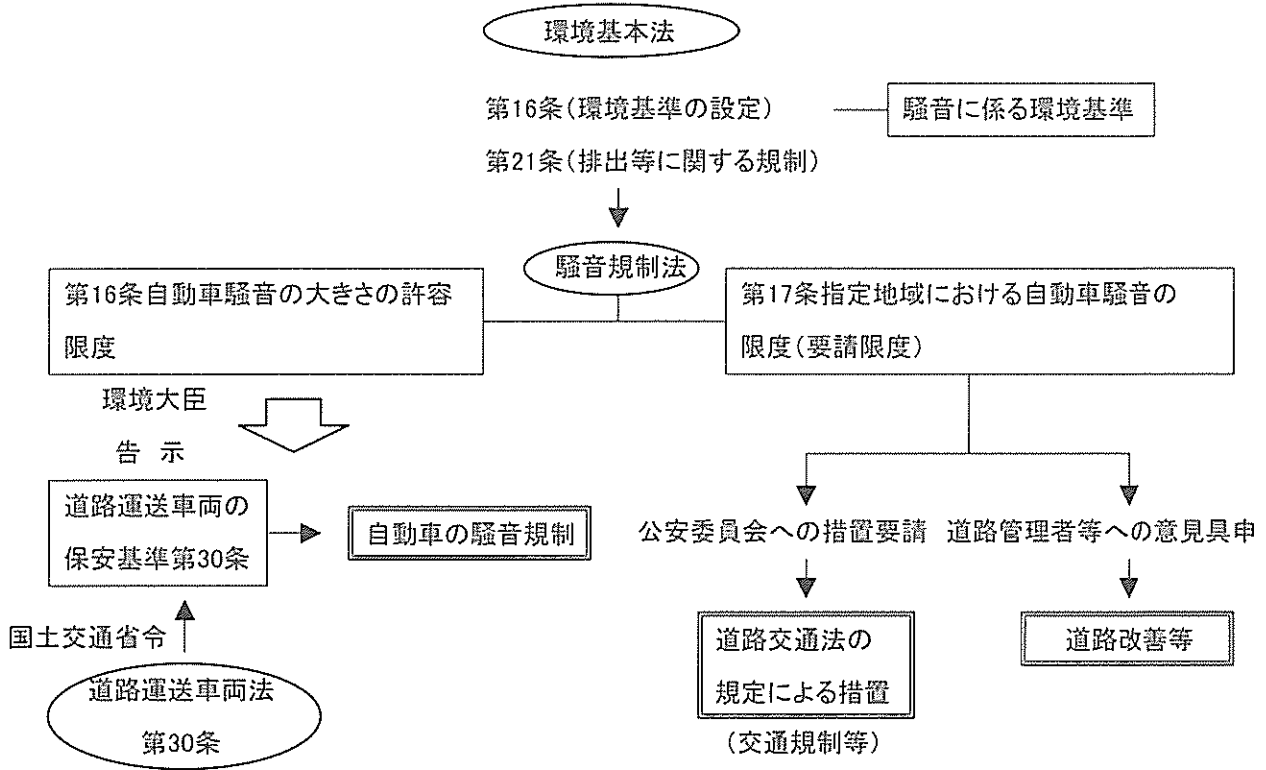 環境基本法
第16条(環境基準の設定)
騒音に係る環境基準
第21条(排出等に関する規制)
騒音規制法
第16条自動車騒音の大きさの許容
限度
第17条指定地域における自動車騒音の
限度(要請限度)
環境大臣
告 示
道路運送車両の
保安基準第30条
自動車の騒音規制
公安委員会への措置要請
道路管理者等への意見具申
国土交通省令
道路運送車両法
第30条
道路交通法の
規定による措置
(交通規制等)
道路改善等